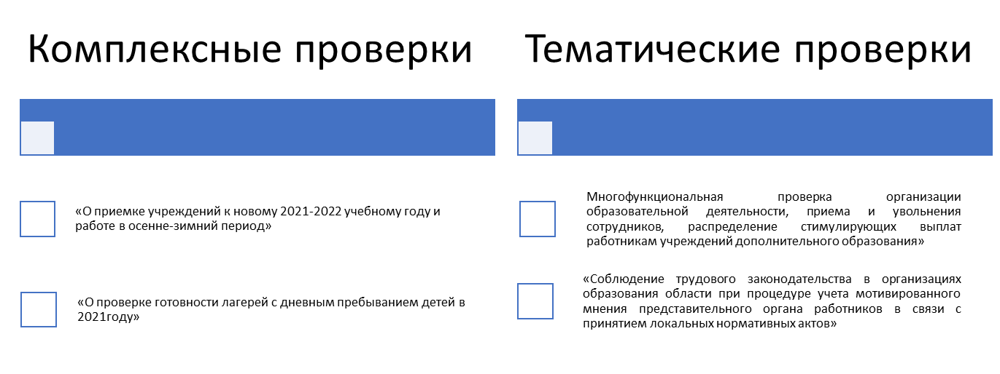 Комплексные проверки
«О приемке учреждений к новому 2021-2022 учебному году и
работе в осенне-зимний период»
«О проверке готовности лагерей с дневным пребыванием детей в
2021году»
Тематические проверки
Многофункциональная проверка организации
образовательной деятельности, приема и увольнения
сотрудников, распределение стимулирующих выплат
работникам учреждений дополнительного образования»
«Соблюдение трудового законодательства в организациях
образования области при процедуре учета мотивированного
мнения представительного органа работников в связи с
принятием локальных нормативных актов»